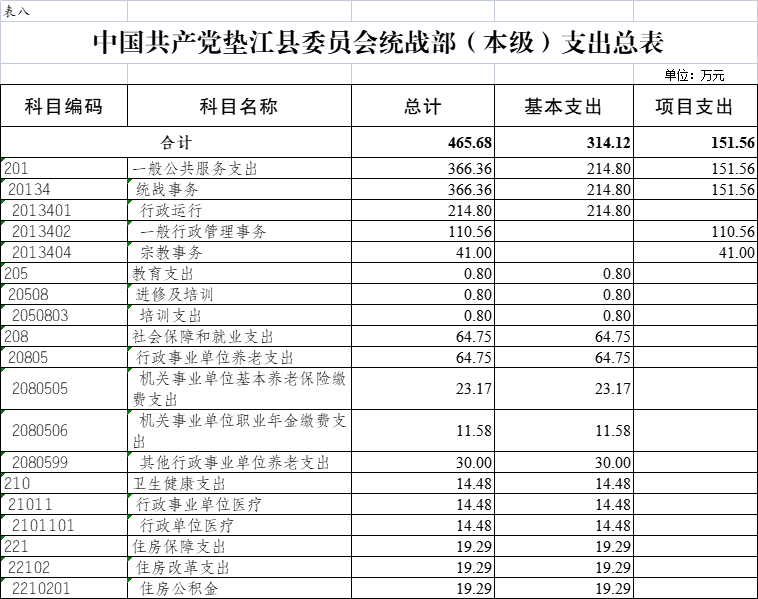 表八
中国共产党垫江县委员会统战部（本级）支出总表
单位：万元
科目编码 科目名称 总计 基本支出 项目支出
合计 465.68 314.12 151.56
201 一般公共服务支出 366.36 214.80 151.56
20134 统战事务 366.36 214.80 151.56
2013401 行政运行 214.80 214.80
2013402 一般行政管理事务 110.56 110.56
2013404 宗教事务 41.00 41.00
205 教育支出 0.80 0.80
20508 进修及培训 0.80 0.80
2050803 培训支出 0.80 0.80
208 社会保障和就业支出 64.75 64.75
20805 行政事业单位养老支出 64.75 64.75
2080505 机关事业单位基本养老保险缴
费支出 23.17 23.17
2080506 机关事业单位职业年金缴费支
出 11.58 11.58
2080599 其他行政事业单位养老支出 30.00 30.00
210 卫生健康支出 14.48 14.48
21011 行政事业单位医疗 14.48 14.48
2101101 行政单位医疗 14.48 14.48
221 住房保障支出 19.29 19.29
22102 住房改革支出 19.29 19.29
2210201 住房公积金 19.29 19.29